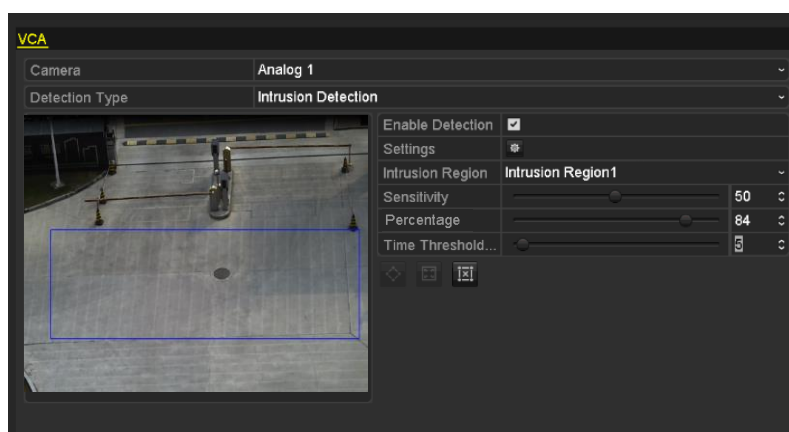 VCA
Camera Analog 1
Detection Type Intrusion Detection
Enable Detection
Settings
Intrusion Region Intrusion Region1
Sensitivity 50
Percentage 84
Time Threshold... 5